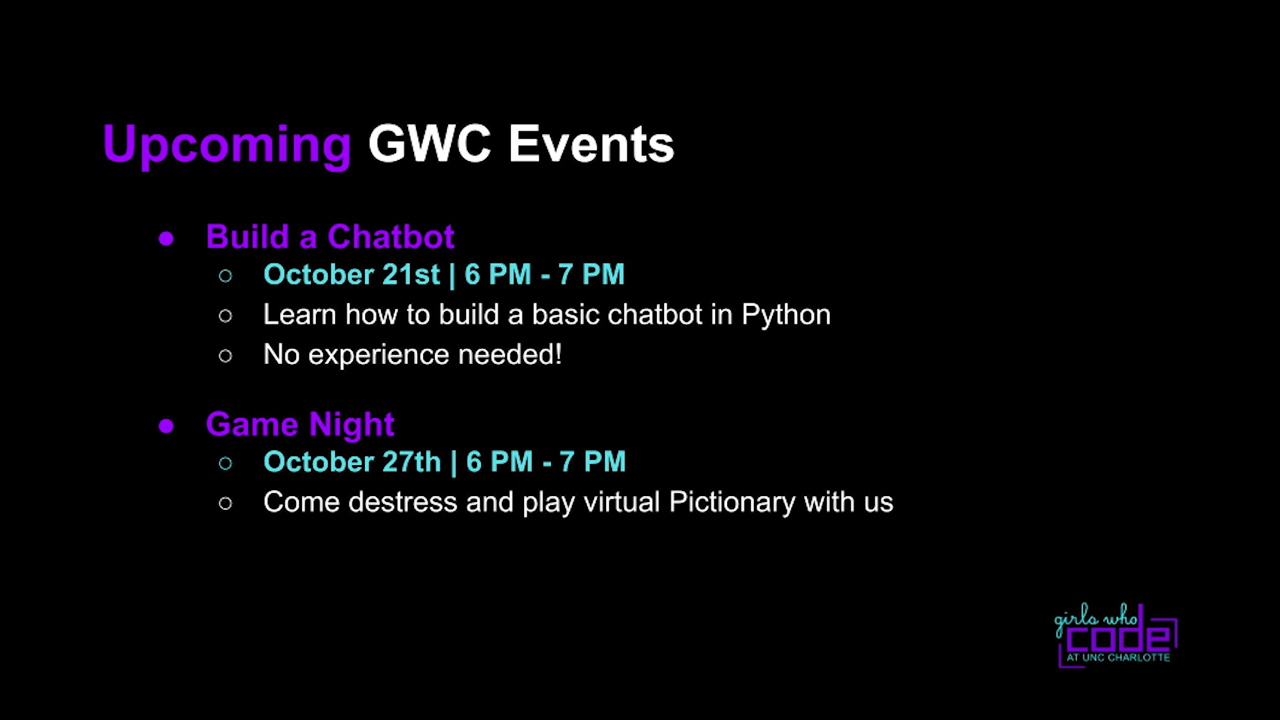 Upcoming GWC Events
● Build a Chatbot
○ October 21st | 6 PM - 7 PM
○ Learn how to build a basic chatbot in Python
○ No experience needed!
● Game Night
○ October 27th | 6 PM - 7 PM
○ Come destress and play virtual Pictionary with us
girls who
code
AT UNC CHARLOTTE